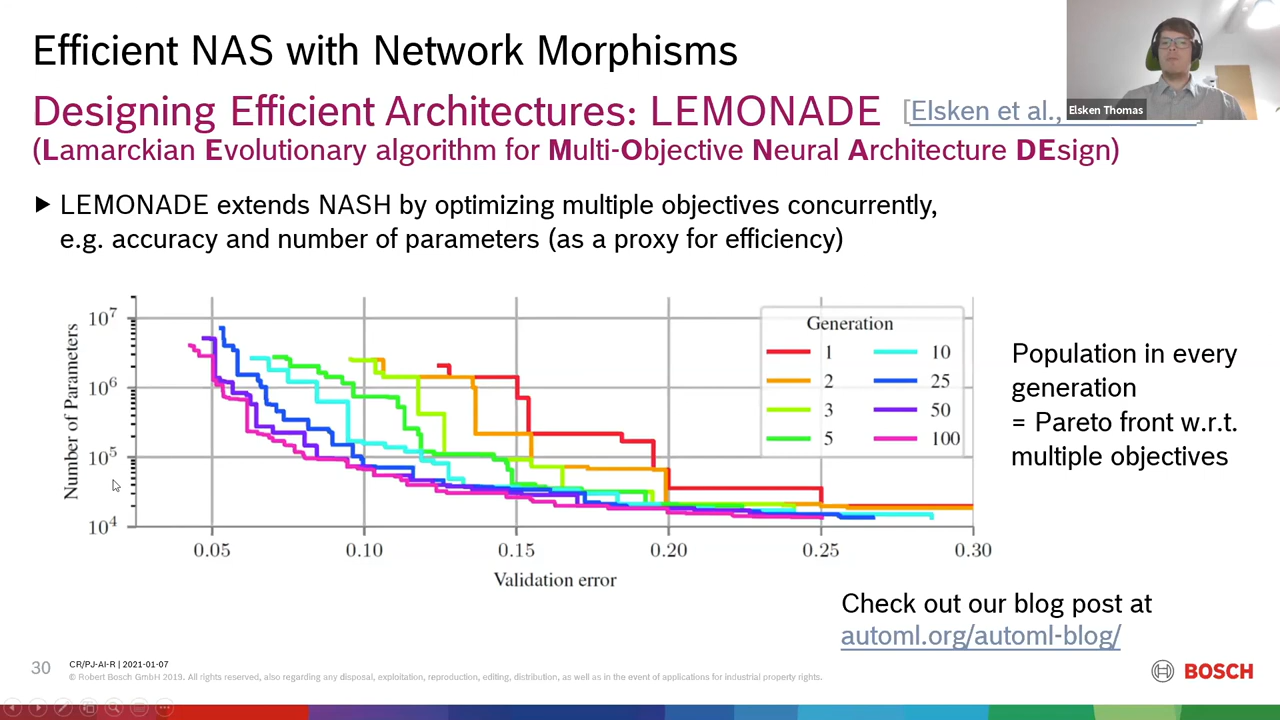 Efficient NAS with Network Morphisms
Designing Efficient Architectures: LEMONADE [Elsken et al.,
Elsken Thomas
(Lamarckian Evolutionary algorithm for Multi-Objective Neural Architecture DEsign)
▶ LEMONADE extends NASH by optimizing multiple objectives concurrently,
e.g. accuracy and number of parameters (as a proxy for efficiency)
Number of Parameters
10⁷
10⁶
10⁵
10⁴
0.05 0.10 0.15 0.20 0.25 0.30
Validation error
Generation
1 10
2 25
3 50
5 100
Population in every
generation
= Pareto front w.r.t.
multiple objectives
Check out our blog post at
automl.org/automl-blog/
30
CR/PJ-AI-R | 2021-01-07
© Robert Bosch GmbH 2019. All rights reserved, also regarding any disposal, exploitation, reproduction, editing, distribution, as well as in the event of applications for industrial property rights.
BOSCH